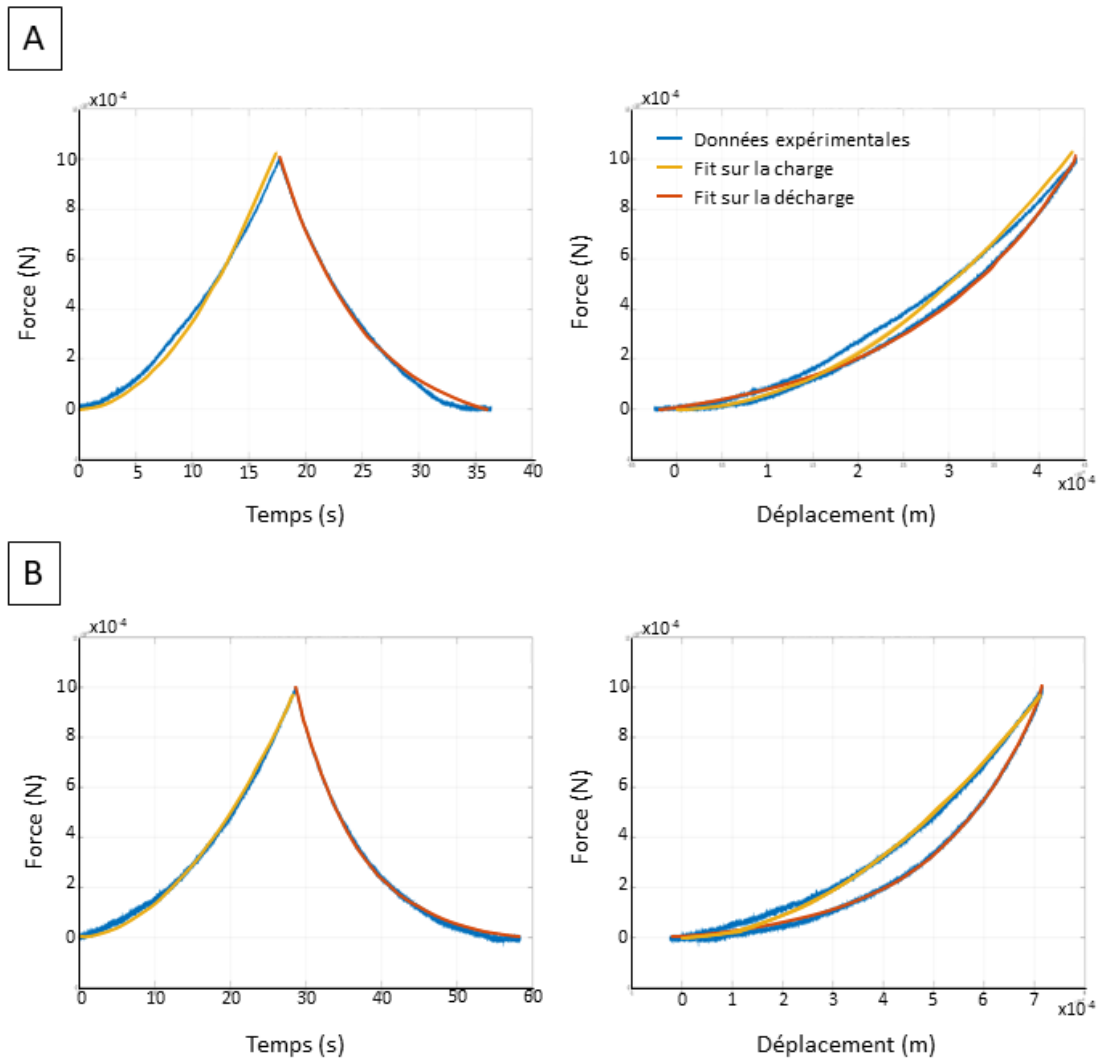 A
x10⁻⁴
10
8
6
4
2
0
Force (N)
0 5 10 15 20 25 30 35 40
Temps (s)
x10⁻⁴
Données expérimentales
Fit sur la charge
Fit sur la décharge
10
8
6
4
2
0
Force (N)
0 1 2 3 4
x10⁻⁴
Déplacement (m)
B
x10⁻⁴
10
8
6
4
2
0
Force (N)
0 10 20 30 40 50 60
Temps (s)
x10⁻⁴
10
8
6
4
2
0
Force (N)
0 1 2 3 4 5 6 7
x10⁻⁴
Déplacement (m)